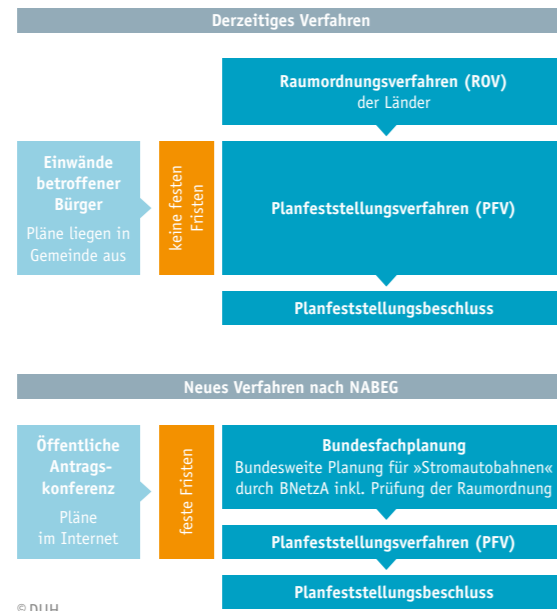 Derzeitiges Verfahren
Raumordnungsverfahren (ROV)
der Länder
Einwände
betroffener
Bürger
Pläne liegen in
Gemeinde aus
keine festen
Fristen
Planfeststellungsverfahren (PFV)
Planfeststellungsbeschluss
Neues Verfahren nach NABEG
Öffentliche
Antrags-
konferenz
Pläne
im Internet
feste Fristen
Bundesfachplanung
Bundesweite Planung für »Stromautobahnen«
durch BNetzA inkl. Prüfung der Raumordnung
Planfeststellungsverfahren (PFV)
Planfeststellungsbeschluss
© DUH